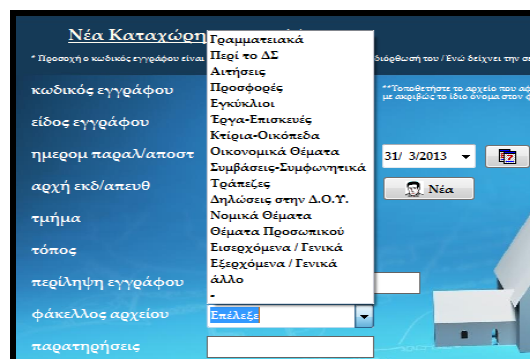 Νέα Καταχώρη
* Προσοχή ο κωδικός εγγράφου είναι
διόρθωσή του / Ενώ δείχνει την ση
κωδικός εγγράφου
**Τοποθετήστε το αρχείο που αφ
με ακριβώς το ίδιο όνομα στον φ
είδος εγγράφου
ημερομ παραλ/αποστ
31/ 3/2013
αρχή εκδ/απευθ
Νέα
τμήμα
τόπος
περίληψη εγγράφου
φάκελλος αρχείου
Επέλεξε
παρατηρήσεις
Γραμματειακά
Περί το ΔΣ
Αιτήσεις
Προσφορές
Εγκύκλιοι
Έργα-Επισκευές
Κτίρια-Οικόπεδα
Οικονομικά Θέματα
Συμβάσεις-Συμφωνητικά
Τράπεζες
Δηλώσεις στην Δ.Ο.Υ.
Νομικά Θέματα
Θέματα Προσωπικού
Εισερχόμενα / Γενικά
Εξερχόμενα / Γενικά
άλλο
-